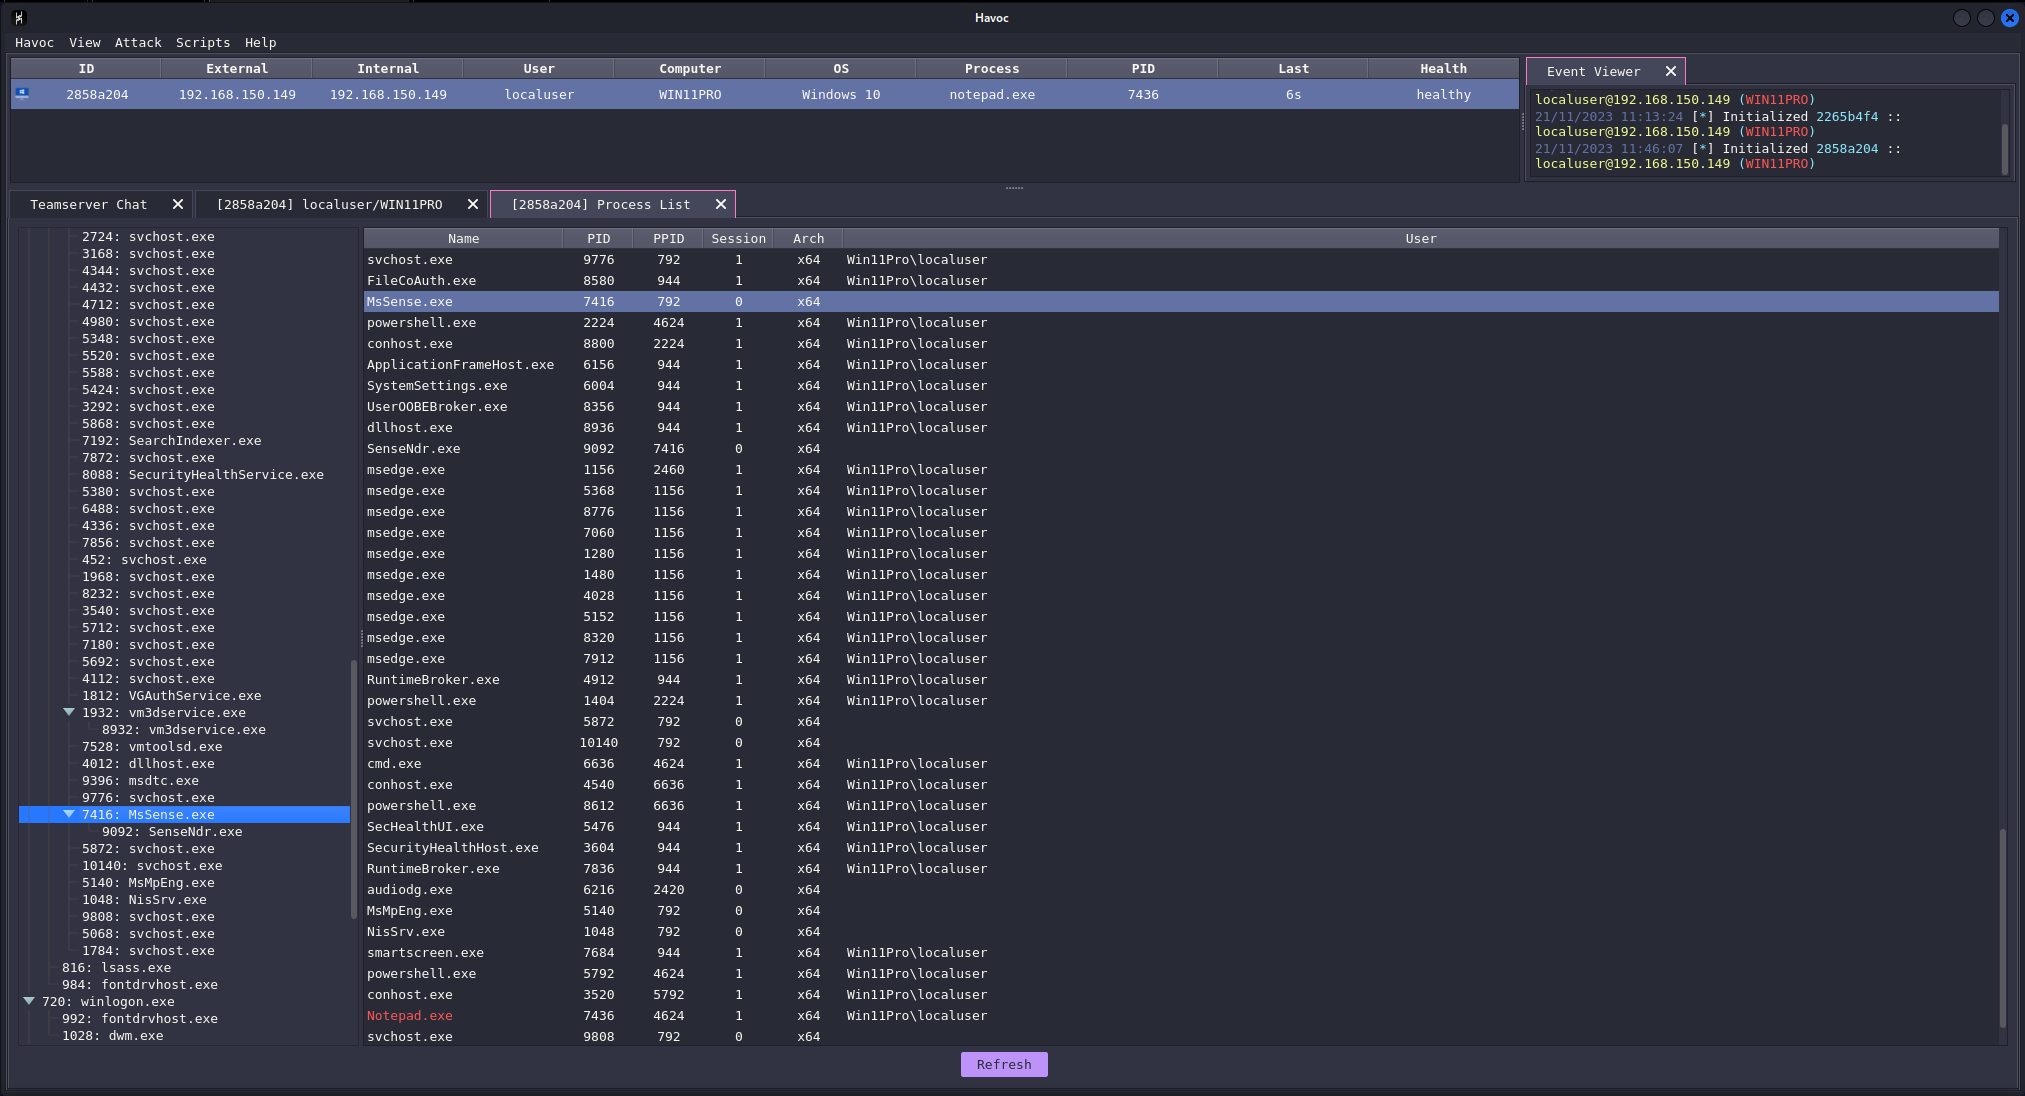 Havoc
Havoc View Attack Scripts Help
ID External Internal User Computer OS Process PID Last Health
2858a204 192.168.150.149 192.168.150.149 localuser WIN11PRO Windows 10 notepad.exe 7436 6s healthy
Event Viewer
localuser@192.168.150.149 (WIN11PRO)
21/11/2023 11:13:24 [*] Initialized 2265b4f4 ::
localuser@192.168.150.149 (WIN11PRO)
21/11/2023 11:46:07 [*] Initialized 2858a204 ::
localuser@192.168.150.149 (WIN11PRO)
Teamserver Chat
[2858a204] localuser/WIN11PRO
[2858a204] Process List
2724: svchost.exe
3168: svchost.exe
4344: svchost.exe
4432: svchost.exe
4712: svchost.exe
4980: svchost.exe
5348: svchost.exe
5520: svchost.exe
5588: svchost.exe
5424: svchost.exe
3292: svchost.exe
5868: svchost.exe
7192: SearchIndexer.exe
7872: svchost.exe
8088: SecurityHealthService.exe
5380: svchost.exe
6488: svchost.exe
4336: svchost.exe
7856: svchost.exe
452: svchost.exe
1968: svchost.exe
8232: svchost.exe
3540: svchost.exe
5712: svchost.exe
7180: svchost.exe
5692: svchost.exe
4112: svchost.exe
1812: VGAuthService.exe
1932: vm3dservice.exe
8932: vm3dservice.exe
7528: vmtoolsd.exe
4012: dllhost.exe
9396: msdtc.exe
9776: svchost.exe
7416: MsSense.exe
9092: SenseNdr.exe
5872: svchost.exe
10140: svchost.exe
5140: MsMpEng.exe
1048: NisSrv.exe
9808: svchost.exe
5068: svchost.exe
1784: svchost.exe
816: lsass.exe
984: fontdrvhost.exe
720: winlogon.exe
992: fontdrvhost.exe
1028: dwm.exe
Name PID PPID Session Arch User
svchost.exe 9776 792 1 x64 Win11Pro\localuser
FileCoAuth.exe 8580 944 1 x64 Win11Pro\localuser
MsSense.exe 7416 792 0 x64
powershell.exe 2224 4624 1 x64 Win11Pro\localuser
conhost.exe 8800 2224 1 x64 Win11Pro\localuser
ApplicationFrameHost.exe 6156 944 1 x64 Win11Pro\localuser
SystemSettings.exe 6004 944 1 x64 Win11Pro\localuser
UserOOBEBroker.exe 8356 944 1 x64 Win11Pro\localuser
dllhost.exe 8936 944 1 x64 Win11Pro\localuser
SenseNdr.exe 9092 7416 0 x64
msedge.exe 1156 2460 1 x64 Win11Pro\localuser
msedge.exe 5368 1156 1 x64 Win11Pro\localuser
msedge.exe 8776 1156 1 x64 Win11Pro\localuser
msedge.exe 7060 1156 1 x64 Win11Pro\localuser
msedge.exe 1280 1156 1 x64 Win11Pro\localuser
msedge.exe 1480 1156 1 x64 Win11Pro\localuser
msedge.exe 4028 1156 1 x64 Win11Pro\localuser
msedge.exe 5152 1156 1 x64 Win11Pro\localuser
msedge.exe 8320 1156 1 x64 Win11Pro\localuser
msedge.exe 7912 1156 1 x64 Win11Pro\localuser
RuntimeBroker.exe 4912 944 1 x64 Win11Pro\localuser
powershell.exe 1404 2224 1 x64 Win11Pro\localuser
svchost.exe 5872 792 0 x64
svchost.exe 10140 792 0 x64
cmd.exe 6636 4624 1 x64 Win11Pro\localuser
conhost.exe 4540 6636 1 x64 Win11Pro\localuser
powershell.exe 8612 6636 1 x64 Win11Pro\localuser
SecHealthUI.exe 5476 944 1 x64 Win11Pro\localuser
SecurityHealthHost.exe 3604 944 1 x64 Win11Pro\localuser
RuntimeBroker.exe 7836 944 1 x64 Win11Pro\localuser
audiodg.exe 6216 2420 0 x64
MsMpEng.exe 5140 792 0 x64
NisSrv.exe 1048 792 0 x64
smartscreen.exe 7684 944 1 x64 Win11Pro\localuser
powershell.exe 5792 4624 1 x64 Win11Pro\localuser
conhost.exe 3520 5792 1 x64 Win11Pro\localuser
Notepad.exe 7436 4624 1 x64 Win11Pro\localuser
svchost.exe 9808 792 0 x64
Refresh